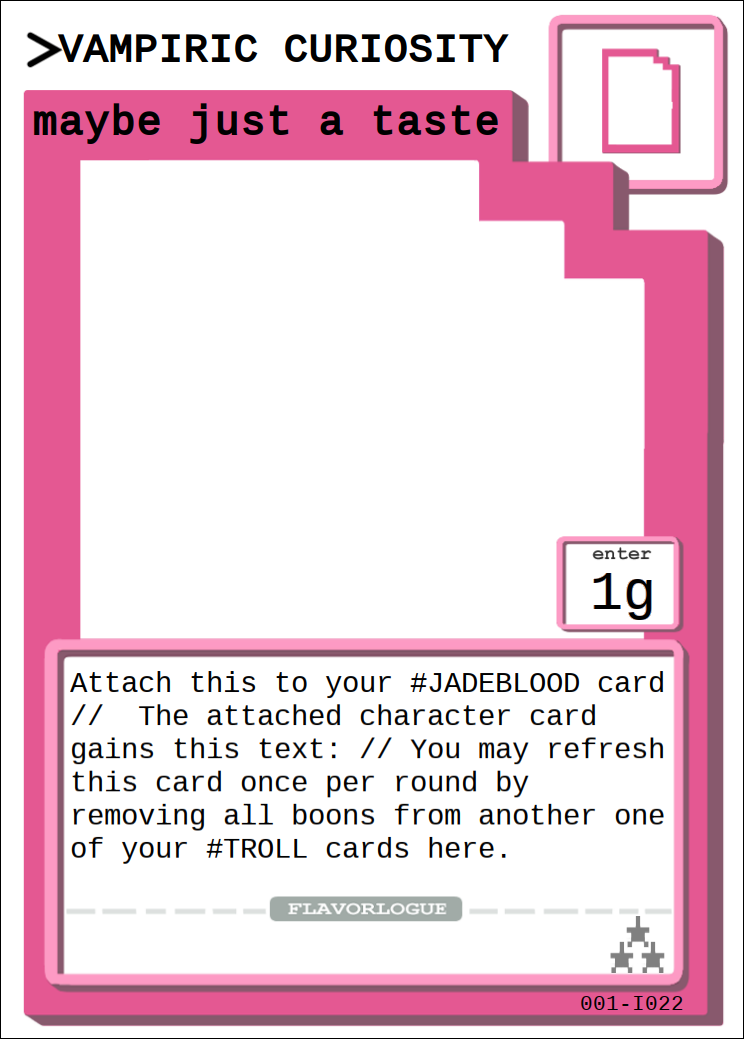 >VAMPIRIC CURIOSITY
maybe just a taste
enter
1g
Attach this to your #JADEBLOOD card
//  The attached character card
gains this text: // You may refresh
this card once per round by
removing all boons from another one
of your #TROLL cards here.
FLAVORLOGUE
001-I022